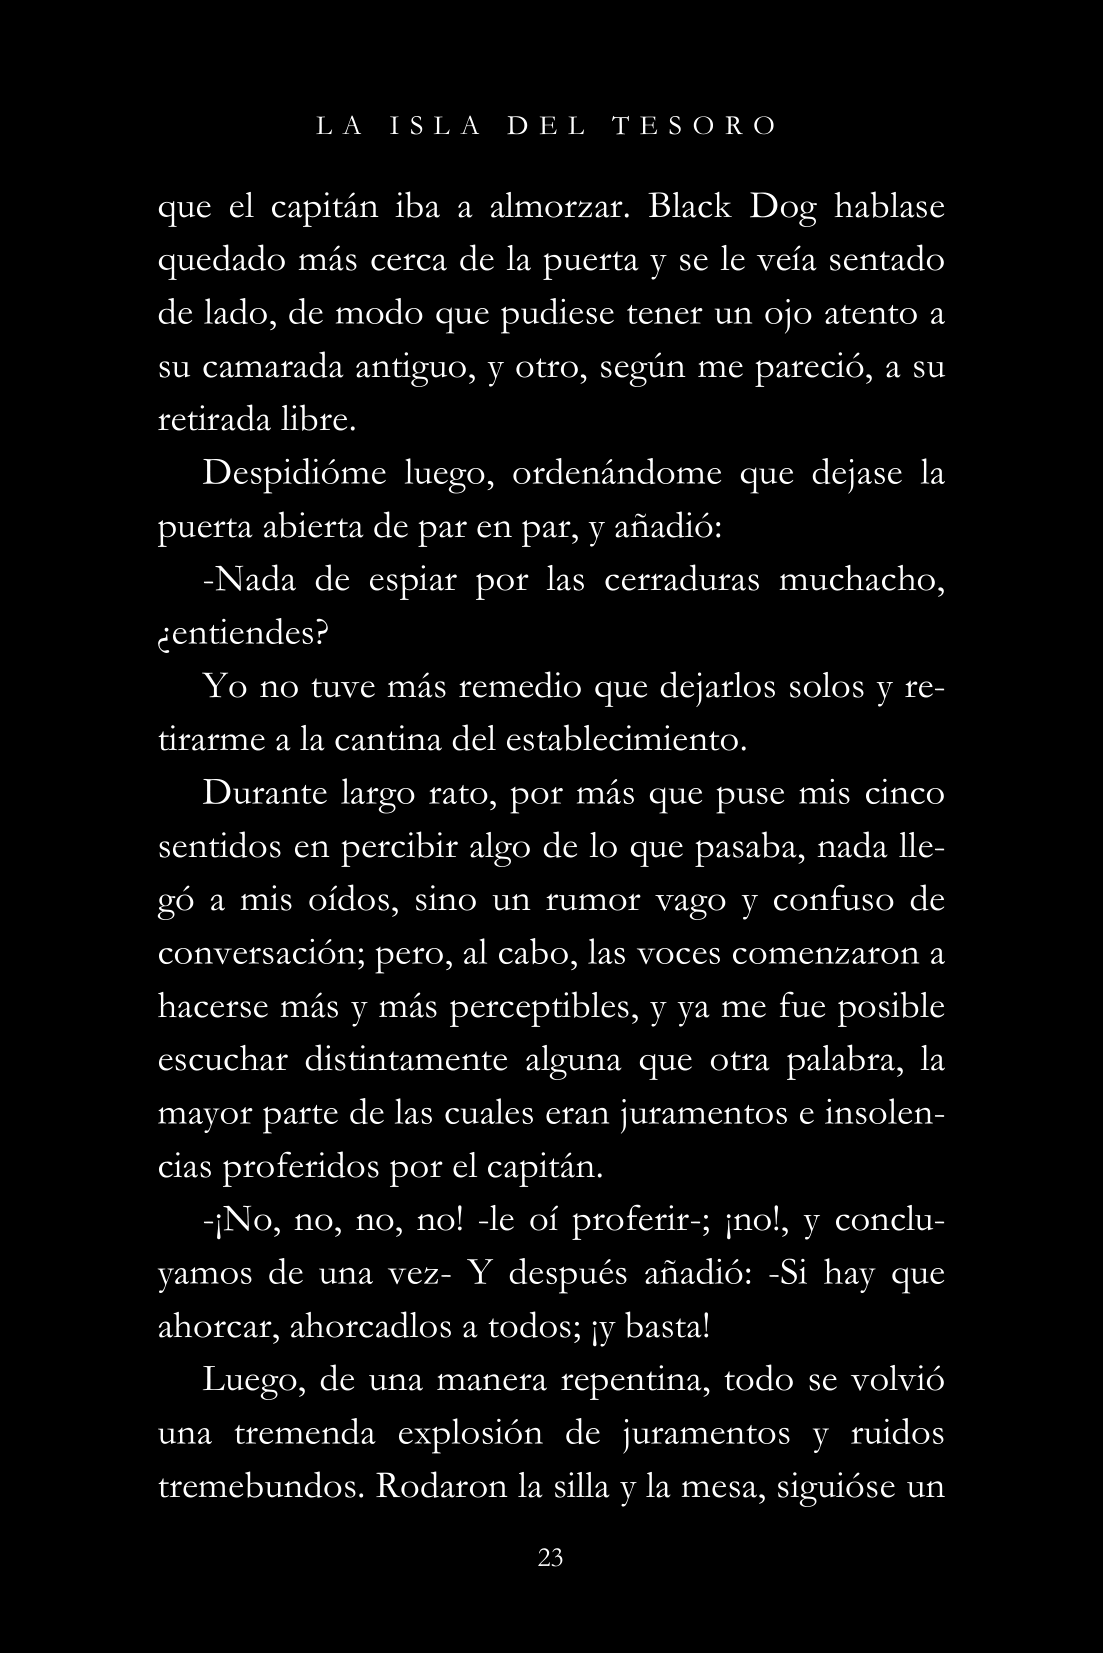 LA ISLA DEL TESORO
que el capitán iba a almorzar. Black Dog hablase
quedado más cerca de la puerta y se le veía sentado
de lado, de modo que pudiese tener un ojo atento a
su camarada antiguo, y otro, según me pareció, a su
retirada libre.
Despidióme luego, ordenándome que dejase la
puerta abierta de par en par, y añadió:
-Nada de espiar por las cerraduras muchacho,
¿entiendes?
Yo no tuve más remedio que dejarlos solos y re-
tirarme a la cantina del establecimiento.
Durante largo rato, por más que puse mis cinco
sentidos en percibir algo de lo que pasaba, nada lle-
gó a mis oídos, sino un rumor vago y confuso de
conversación; pero, al cabo, las voces comenzaron a
hacerse más y más perceptibles, y ya me fue posible
escuchar distintamente alguna que otra palabra, la
mayor parte de las cuales eran juramentos e insolen-
cias proferidos por el capitán.
-¡No, no, no, no! -le oí proferir-; ¡no!, y conclu-
yamos de una vez- Y después añadió: -Si hay que
ahorcar, ahorcadlos a todos; ¡y basta!
Luego, de una manera repentina, todo se volvió
una tremenda explosión de juramentos y ruidos
tremebundos. Rodaron la silla y la mesa, siguióse un
23